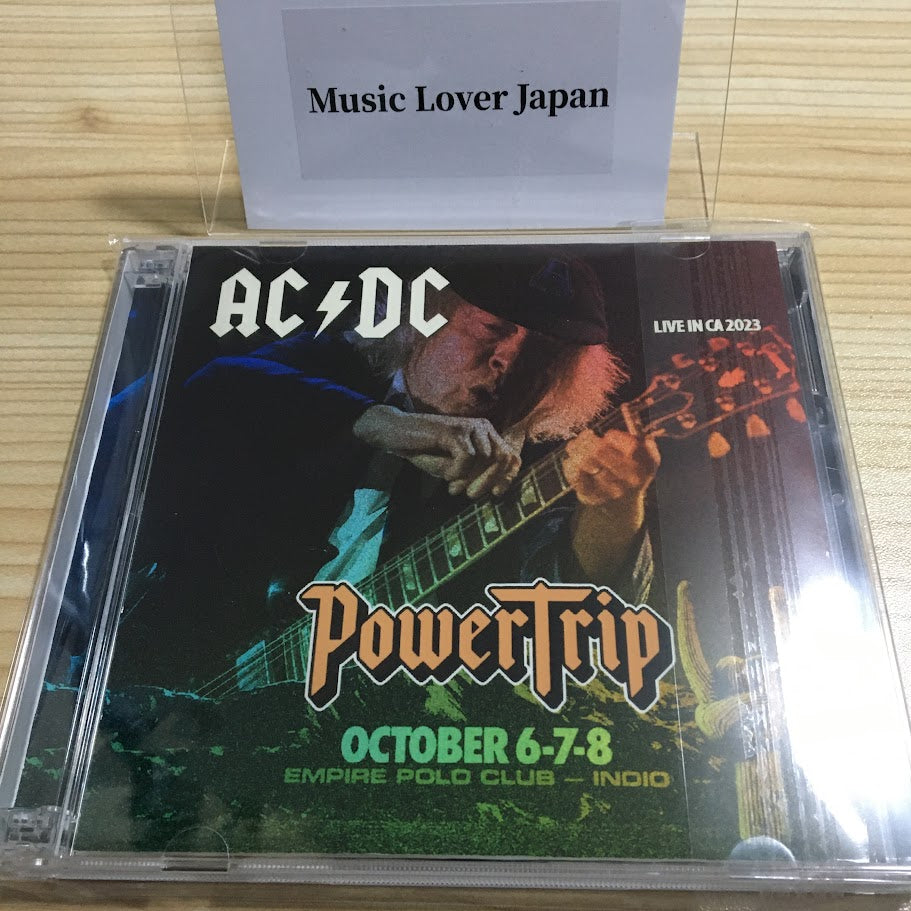 Music Lover Japan
AC⚡DC
LIVE IN CA 2023
PowerTrip
OCTOBER 6-7-8
EMPIRE POLO CLUB – INDIO